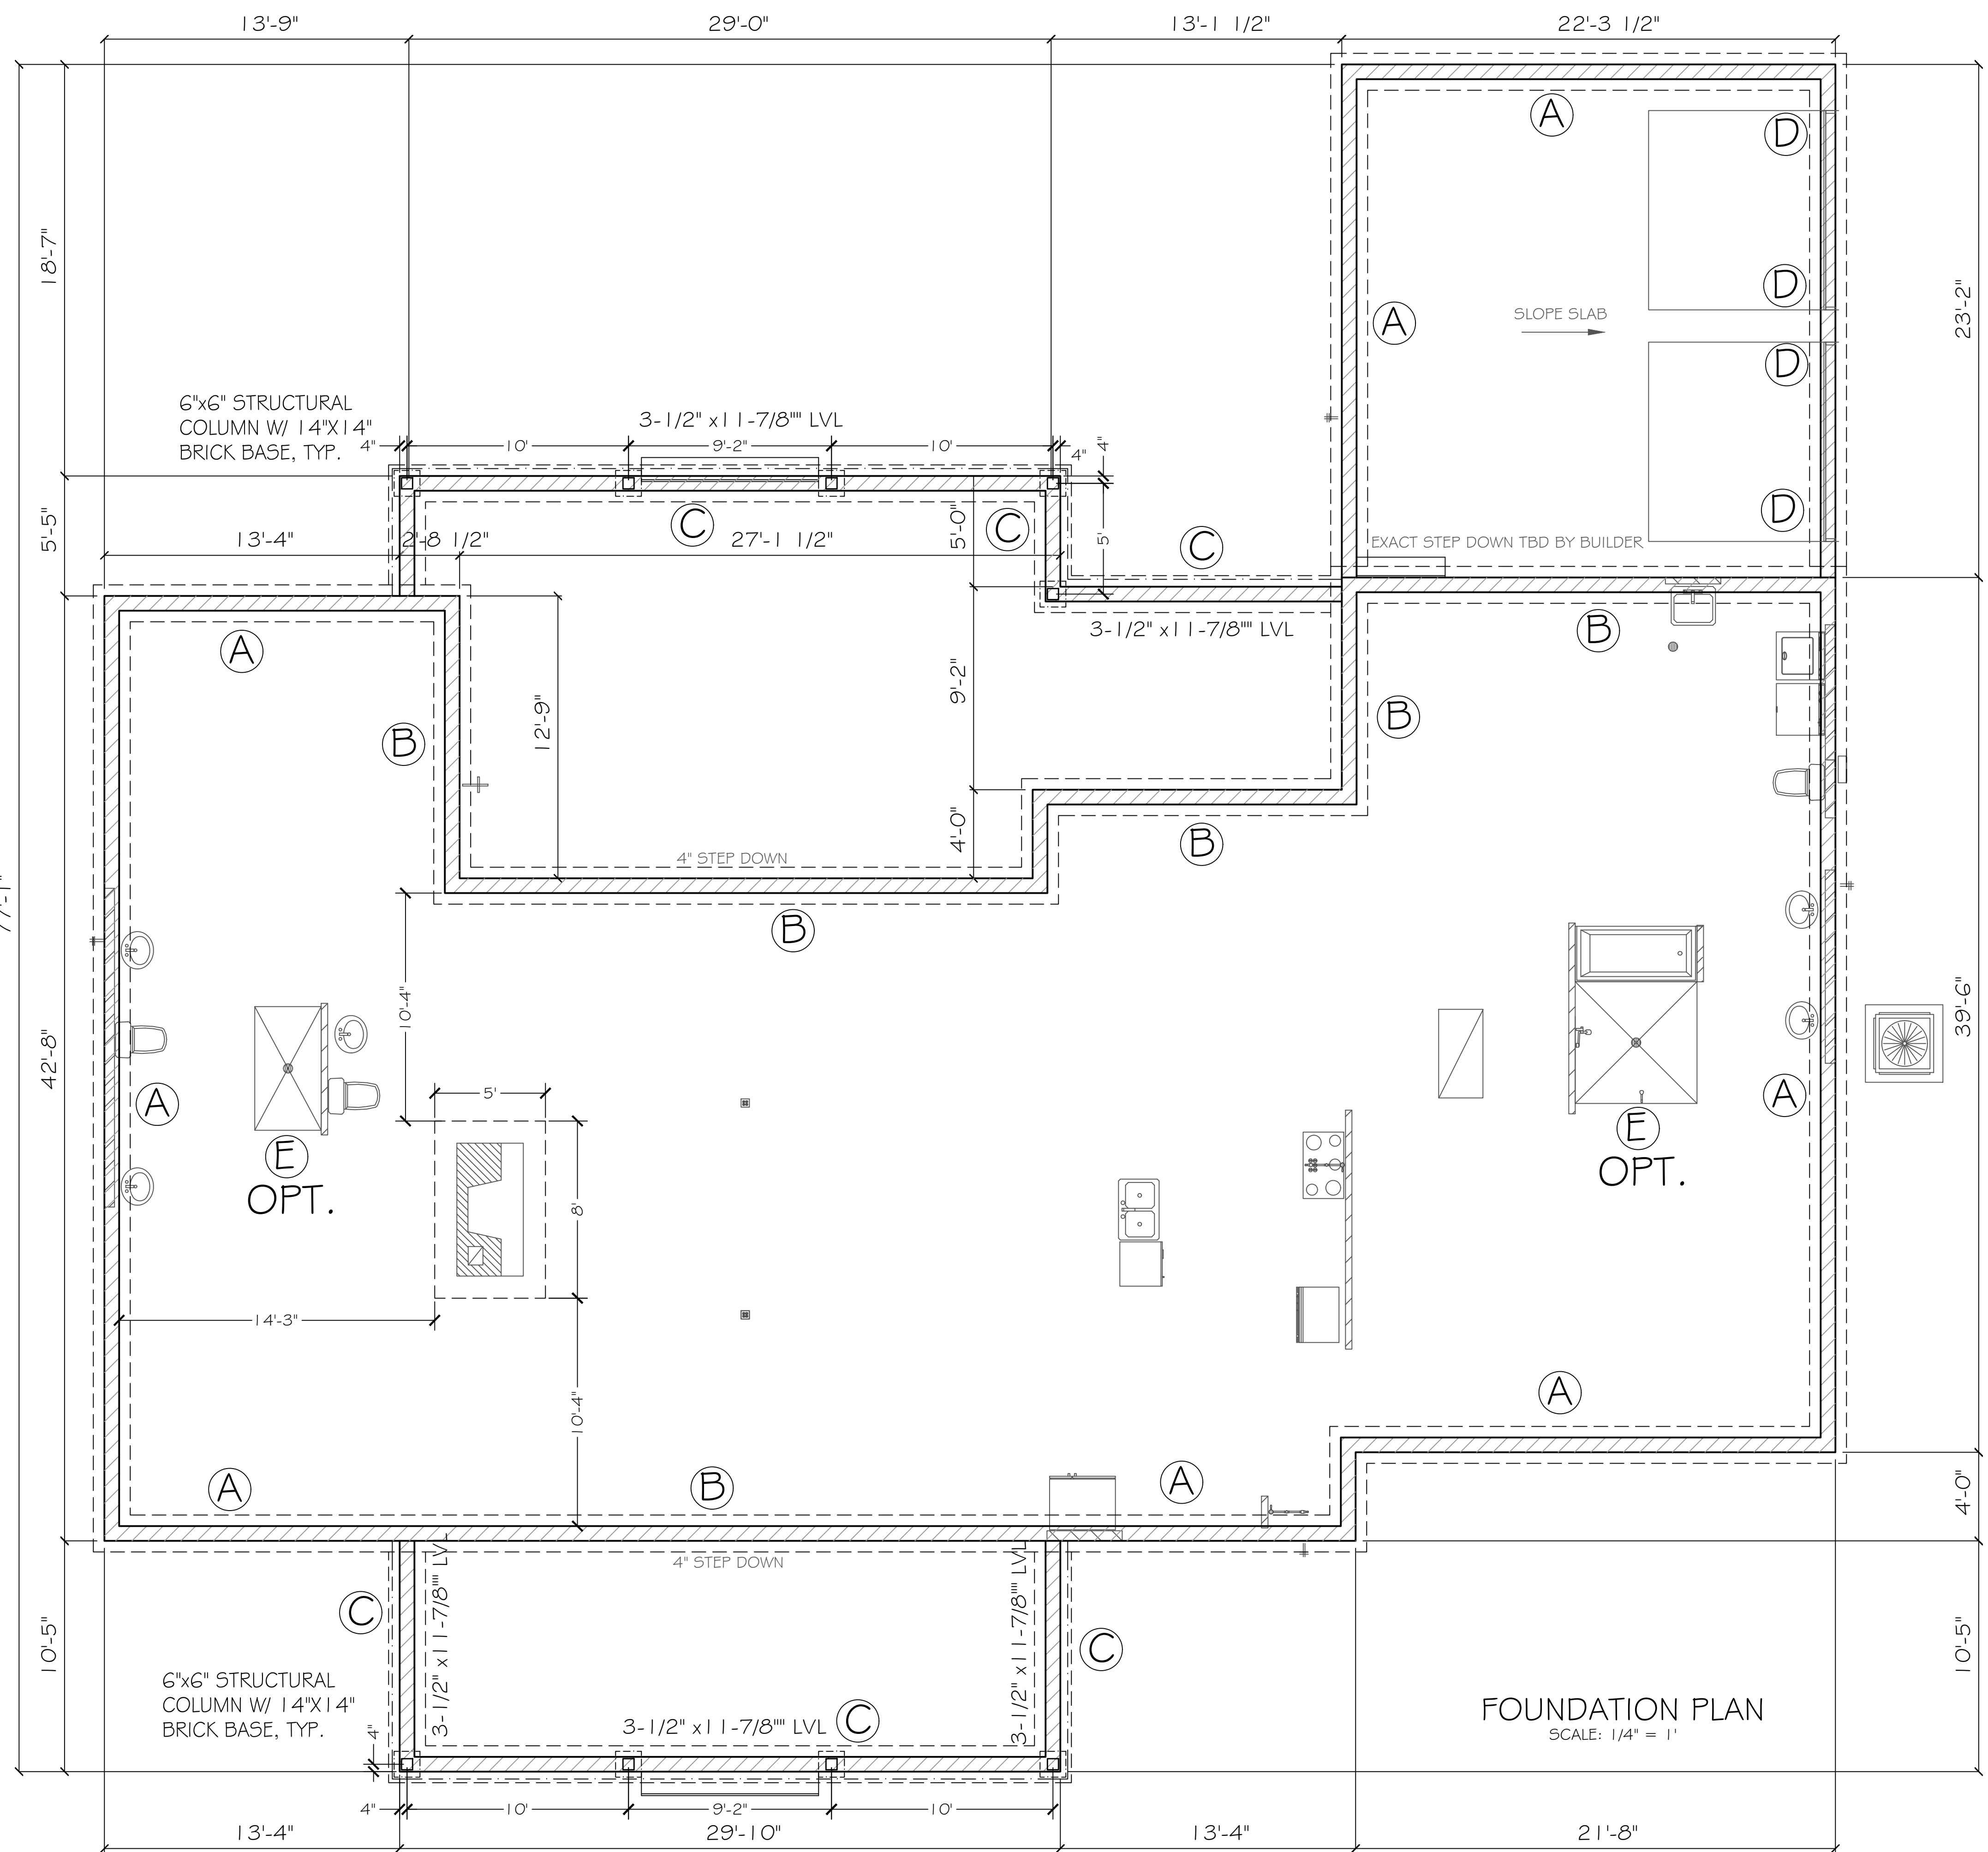 13'-9"
29'-0"
13'-1 1/2"
22'-3 1/2"
A
D
18'-7"
D
23'-2"
A
SLOPE SLAB
D
6"x6" STRUCTURAL
COLUMN W/ 14"X14"
BRICK BASE, TYP.
3-1/2" x11-7/8"" LVL
4"
10'
9'-2"
10'
4"
4"
D
5'-5"
C
C
5'-0"
5'
C
13'-4"
2'-8 1/2"
27'-1 1/2"
EXACT STEP DOWN TBD BY BUILDER
3-1/2" x11-7/8"" LVL
B
A
9'-2"
12'-9"
B
B
4'-0"
4" STEP DOWN
B
B
42'-8"
10'-4"
39'-6"
5'
A
A
E
OPT.
E
OPT.
8'
14'-3"
10'-4"
A
A
B
A
4'-0"
4" STEP DOWN
3-1/2" x11-7/8"" LVL
3-1/2" x11-7/8"" LVL
C
C
10'-5"
10'-5"
6"x6" STRUCTURAL
COLUMN W/ 14"X14"
BRICK BASE, TYP.
4"
3-1/2" x11-7/8"" LVL
C
FOUNDATION PLAN
SCALE: 1/4" = 1'
4"
10'
9'-2"
10'
13'-4"
29'-10"
13'-4"
21'-8"